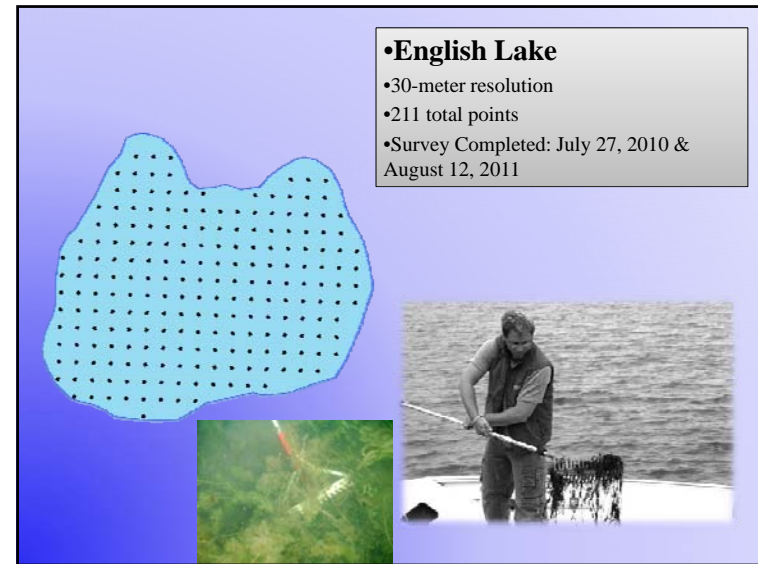 •English Lake
•30-meter resolution
•211 total points
•Survey Completed: July 27, 2010 &
August 12, 2011